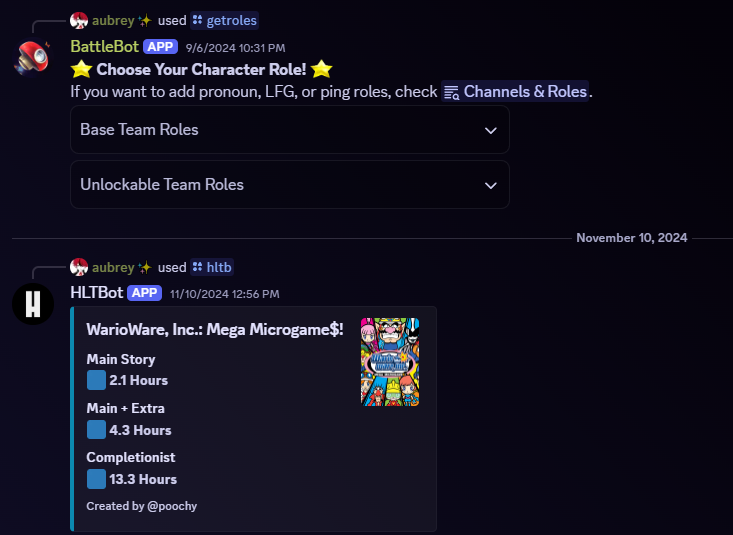 aubrey ✨ used getroles
BattleBot APP 9/6/2024 10:31 PM
⭐ Choose Your Character Role! ⭐
If you want to add pronoun, LFG, or ping roles, check Channels & Roles.
Base Team Roles
Unlockable Team Roles
November 10, 2024
aubrey ✨ used hltb
HLTBot APP 11/10/2024 12:56 PM
WarioWare, Inc.: Mega Microgame$!
Main Story
2.1 Hours
Main + Extra
4.3 Hours
Completionist
13.3 Hours
Created by @poochy